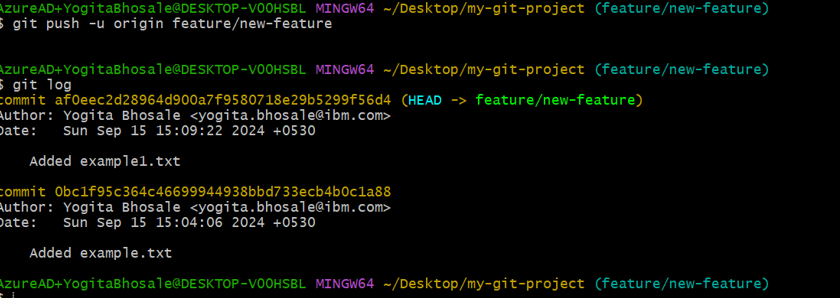 AzureAD+YogitaBhosale@DESKTOP-V0OHSBL MINGW64 ~/Desktop/my-git-project (feature/new-feature)
$ git push -u origin feature/new-feature
AzureAD+YogitaBhosale@DESKTOP-V0OHSBL MINGW64 ~/Desktop/my-git-project (feature/new-feature)
$ git log
commit af0eec2d28964d900a7f9580718e29b5299f56d4 (HEAD -> feature/new-feature)
Author: Yogita Bhosale <yogita.bhosale@ibm.com>
Date:   Sun Sep 15 15:09:22 2024 +0530
Added example1.txt
commit 0bc1f95c364c46699944938bbd733ecb4b0c1a88
Author: Yogita Bhosale <yogita.bhosale@ibm.com>
Date:   Sun Sep 15 15:04:06 2024 +0530
Added example.txt
AzureAD+YogitaBhosale@DESKTOP-V0OHSBL MINGW64 ~/Desktop/my-git-project (feature/new-feature)
$